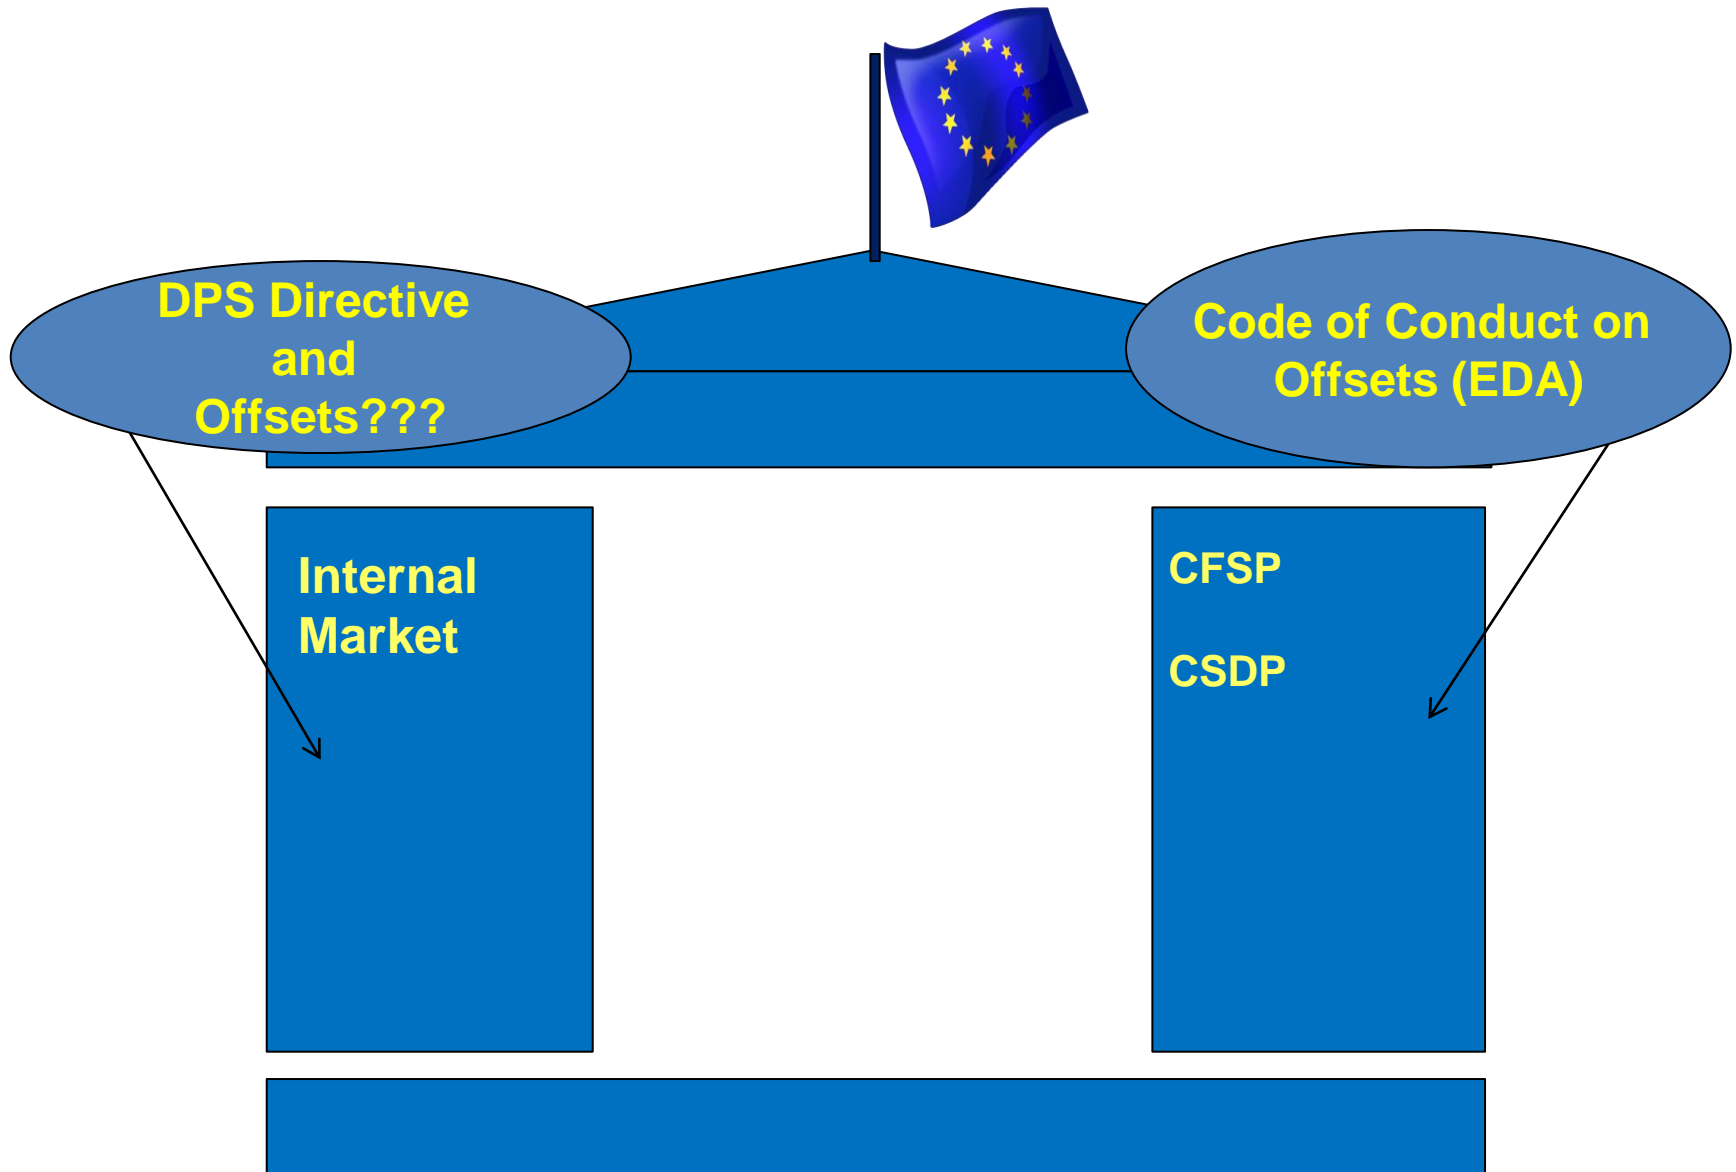 DPS Directive
and
Offsets???
Code of Conduct on
Offsets (EDA)
Internal
Market
CFSP
CSDP